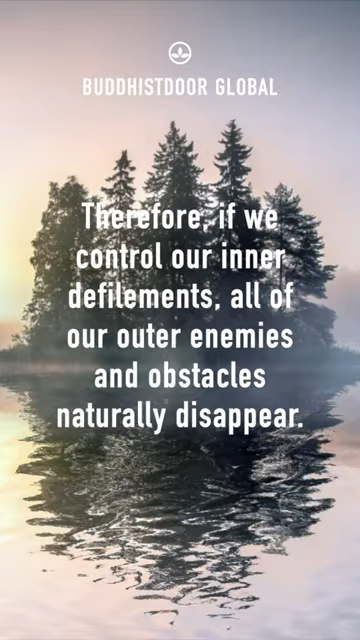 BUDDHISTDOOR GLOBAL
Therefore, if we
control our inner
defilements, all of
our outer enemies
and obstacles
naturally disappear.